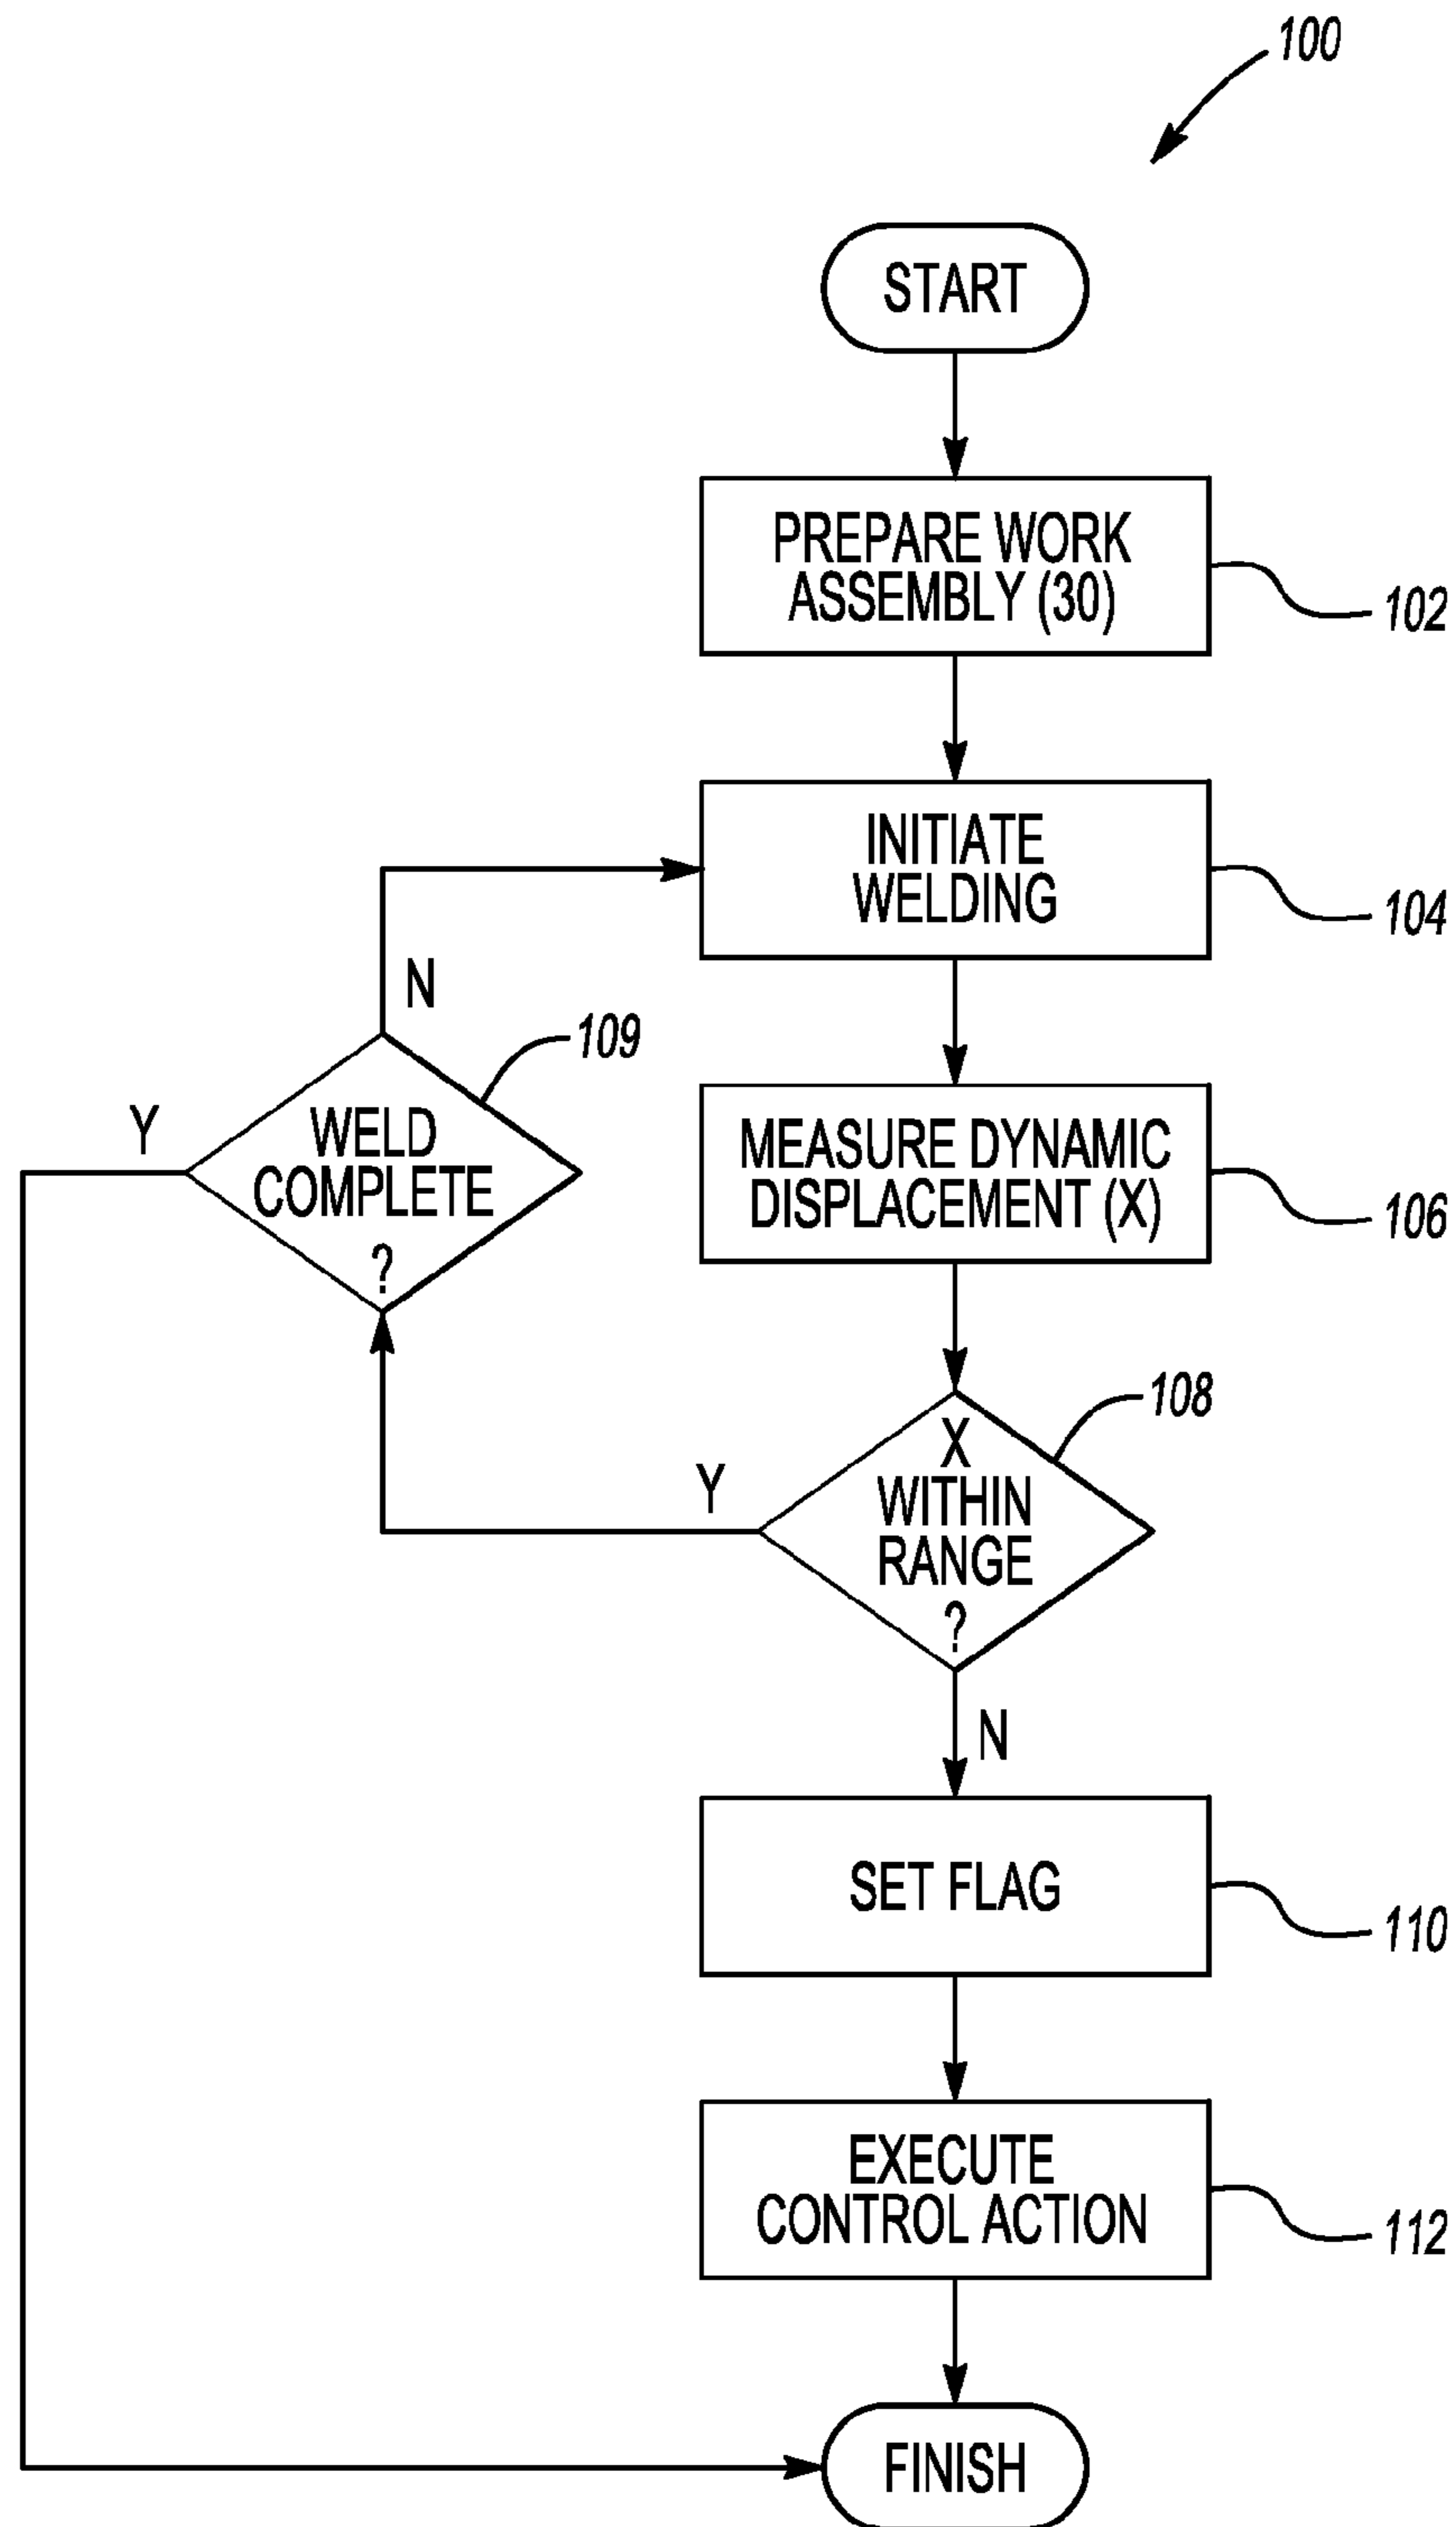 100
START
PREPARE WORK
ASSEMBLY (30)
102
INITIATE
WELDING
104
N
109
Y
WELD
COMPLETE
?
MEASURE DYNAMIC
DISPLACEMENT (X)
106
108
Y
X
WITHIN
RANGE
?
N
SET FLAG
110
EXECUTE
CONTROL ACTION
112
FINISH